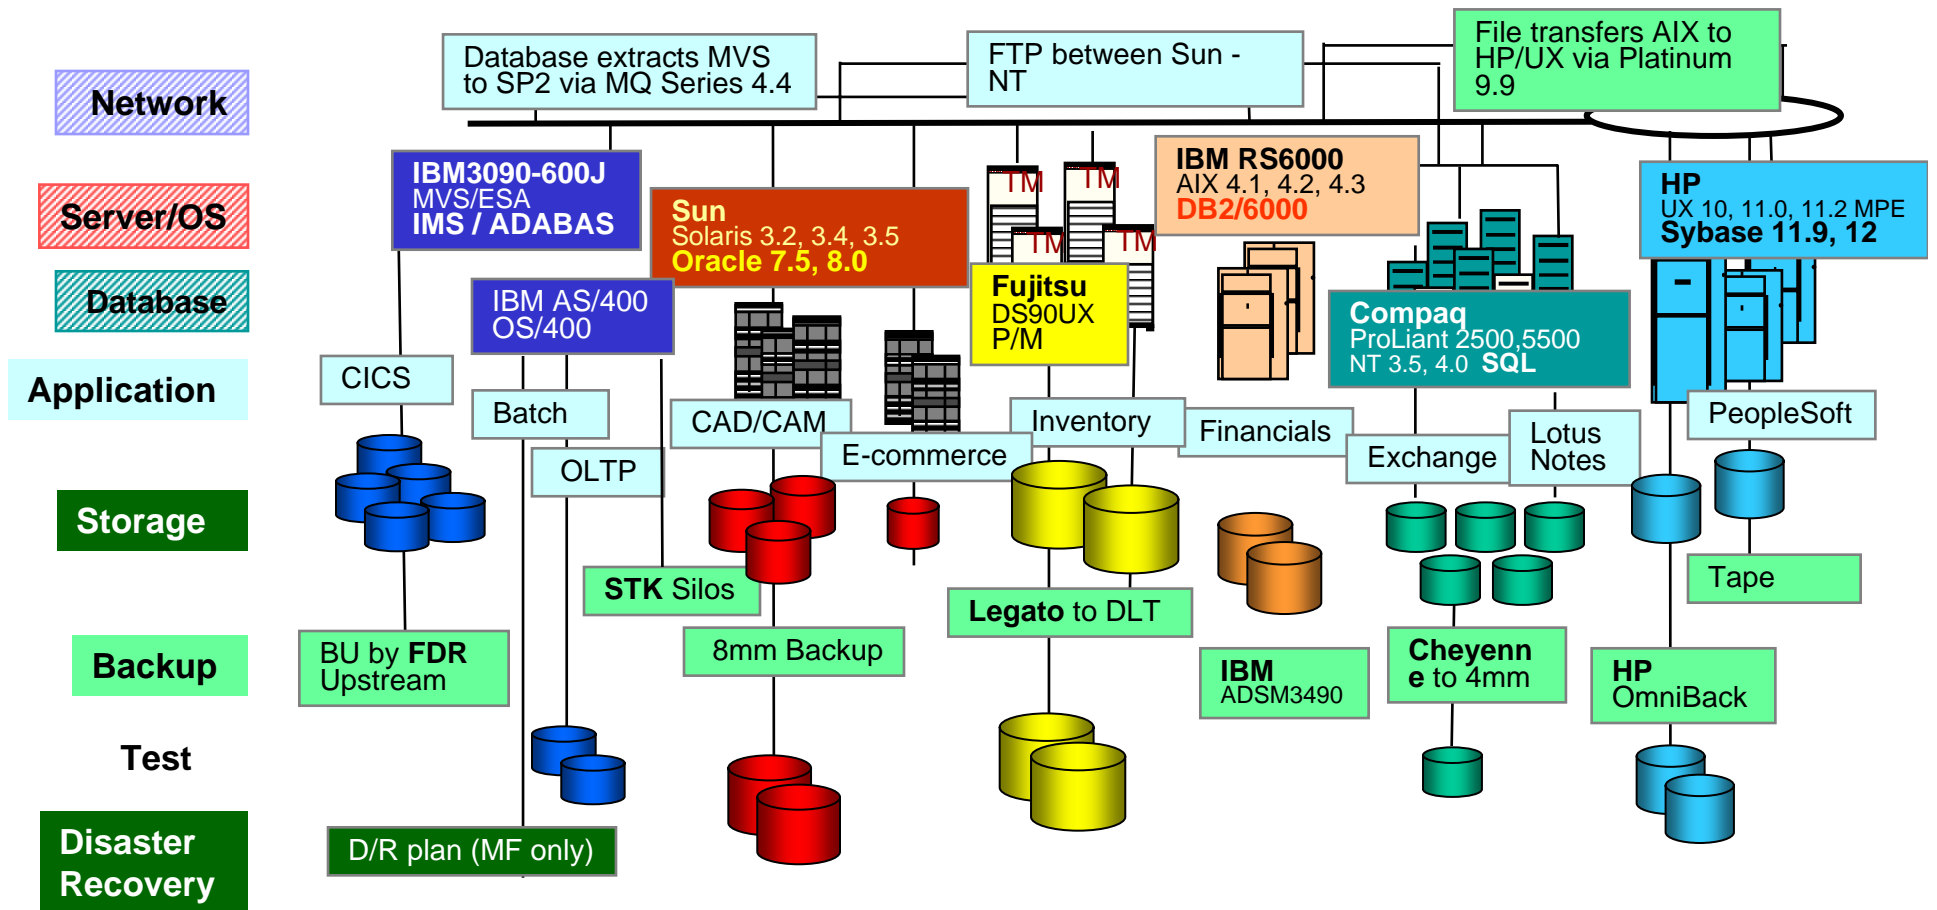 Database extracts MVS
to SP2 via MQ Series 4.4
FTP between Sun -
NT
File transfers AIX to
HP/UX via Platinum
9.9
Network
Server/OS
Database
Application
Storage
Backup
Test
Disaster
Recovery
IBM3090-600J
MVS/ESA
IMS / ADABAS
Sun
Solaris 3.2, 3.4, 3.5
Oracle 7.5, 8.0
IBM AS/400
OS/400
TM
TM
TM
TM
Fujitsu
DS90UX
P/M
IBM RS6000
AIX 4.1, 4.2, 4.3
DB2/6000
Compaq
ProLiant 2500,5500
NT 3.5, 4.0 SQL
HP
UX 10, 11.0, 11.2 MPE
Sybase 11.9, 12
CICS
Batch
OLTP
CAD/CAM
E-commerce
Inventory
Financials
Exchange
Lotus
Notes
PeopleSoft
STK Silos
Legato to DLT
Tape
BU by FDR
Upstream
8mm Backup
IBM
ADSM3490
Cheyenn
e to 4mm
HP
OmniBack
D/R plan (MF only)